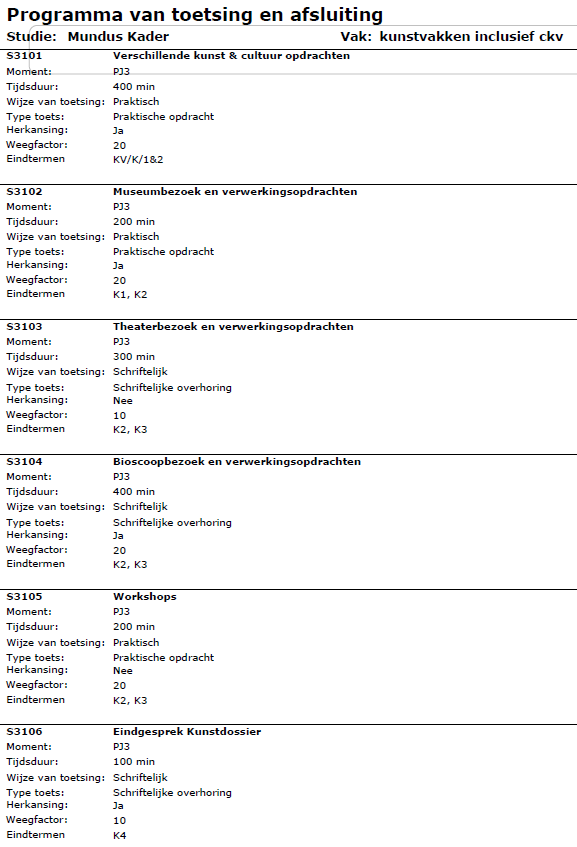 Programma van toetsing en afsluiting
Studie: Mundus Kader Vak: kunstvakken inclusief ckv
S3101 Verschillende kunst & cultuur opdrachten
Moment: PJ3
Tijdsduur: 400 min
Wijze van toetsing: Praktisch
Type toets: Praktische opdracht
Herkansing: Ja
Weegfactor: 20
Eindtermen KV/K/1&2
S3102 Museumbezoek en verwerkingsopdrachten
Moment: PJ3
Tijdsduur: 200 min
Wijze van toetsing: Praktisch
Type toets: Praktische opdracht
Herkansing: Ja
Weegfactor: 20
Eindtermen K1, K2
S3103 Theaterbezoek en verwerkingsopdrachten
Moment: PJ3
Tijdsduur: 300 min
Wijze van toetsing: Schriftelijk
Type toets: Schriftelijke overhoring
Herkansing: Nee
Weegfactor: 10
Eindtermen K2, K3
S3104 Bioscoopbezoek en verwerkingsopdrachten
Moment: PJ3
Tijdsduur: 400 min
Wijze van toetsing: Schriftelijk
Type toets: Schriftelijke overhoring
Herkansing: Ja
Weegfactor: 20
Eindtermen K2, K3
S3105 Workshops
Moment: PJ3
Tijdsduur: 200 min
Wijze van toetsing: Praktisch
Type toets: Praktische opdracht
Herkansing: Nee
Weegfactor: 20
Eindtermen K2, K3
S3106 Eindgesprek Kunstdossier
Moment: PJ3
Tijdsduur: 100 min
Wijze van toetsing: Schriftelijk
Type toets: Schriftelijke overhoring
Herkansing: Ja
Weegfactor: 10
Eindtermen K4